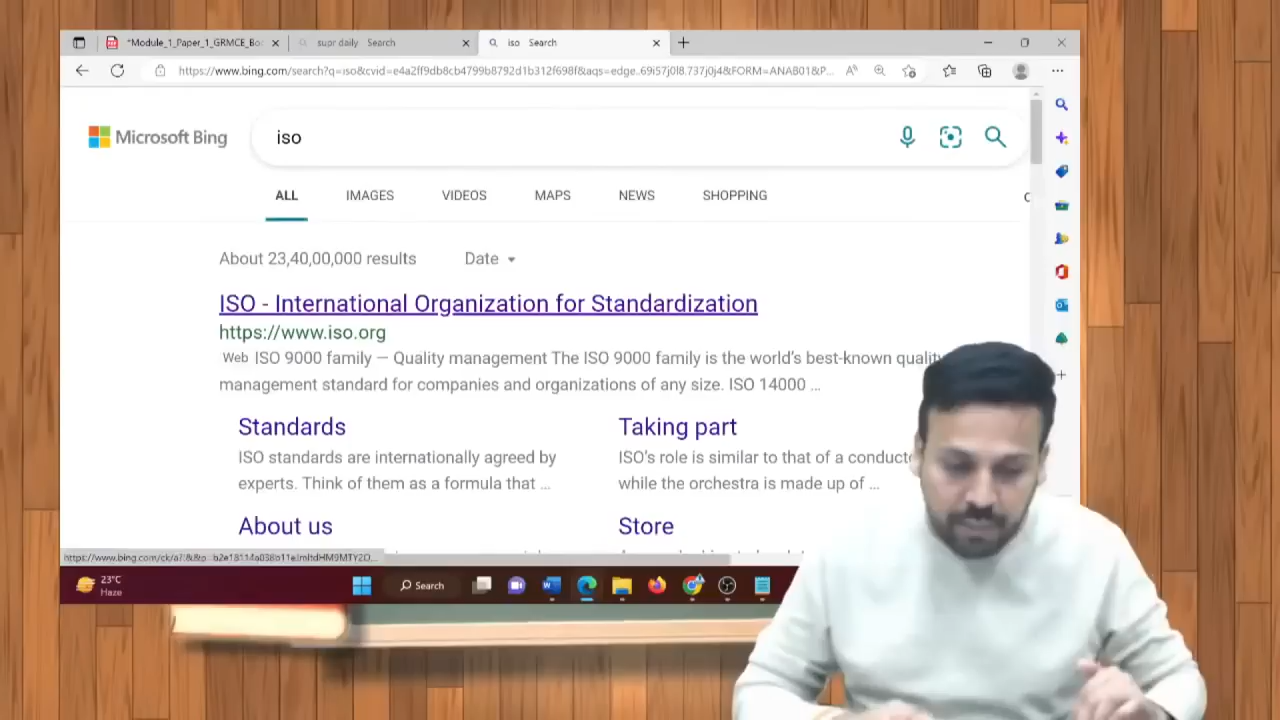 *Module_1_Paper_1_GRMCE_Bo
supr daily Search
iso Search
https://www.bing.com/search?q=iso&cvid=e4a2ff9db8cb4799b8792d1b312f698f&aqs=edge..69i57j0l8.737j0j4&FORM=ANAB01&P...
Microsoft Bing
iso
ALL IMAGES VIDEOS MAPS NEWS SHOPPING
About 23,40,00,000 results Date
ISO - International Organization for Standardization
https://www.iso.org
Web ISO 9000 family — Quality management The ISO 9000 family is the world's best-known quality
management standard for companies and organizations of any size. ISO 14000 ...
Standards
ISO standards are internationally agreed by
experts. Think of them as a formula that ...
Taking part
ISO's role is similar to that of a conducto
while the orchestra is made up of ...
About us
Store
23°C
Haze
Search